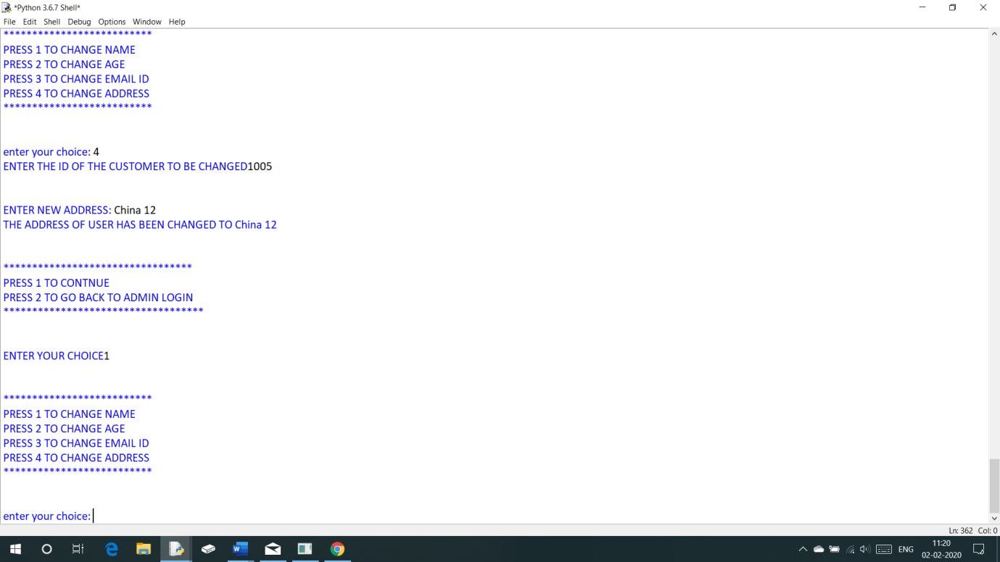 *Python 3.6.7 Shell*
File Edit Shell Debug Options Window Help
**************************
PRESS 1 TO CHANGE NAME
PRESS 2 TO CHANGE AGE
PRESS 3 TO CHANGE EMAIL ID
PRESS 4 TO CHANGE ADDRESS
**************************
enter your choice: 4
ENTER THE ID OF THE CUSTOMER TO BE CHANGED1005
ENTER NEW ADDRESS: China 12
THE ADDRESS OF USER HAS BEEN CHANGED TO China 12
*********************************
PRESS 1 TO CONTNUE
PRESS 2 TO GO BACK TO ADMIN LOGIN
***********************************
ENTER YOUR CHOICE1
**************************
PRESS 1 TO CHANGE NAME
PRESS 2 TO CHANGE AGE
PRESS 3 TO CHANGE EMAIL ID
PRESS 4 TO CHANGE ADDRESS
**************************
enter your choice:
Ln: 362 Col: 0
ENG
11:20
02-02-2020